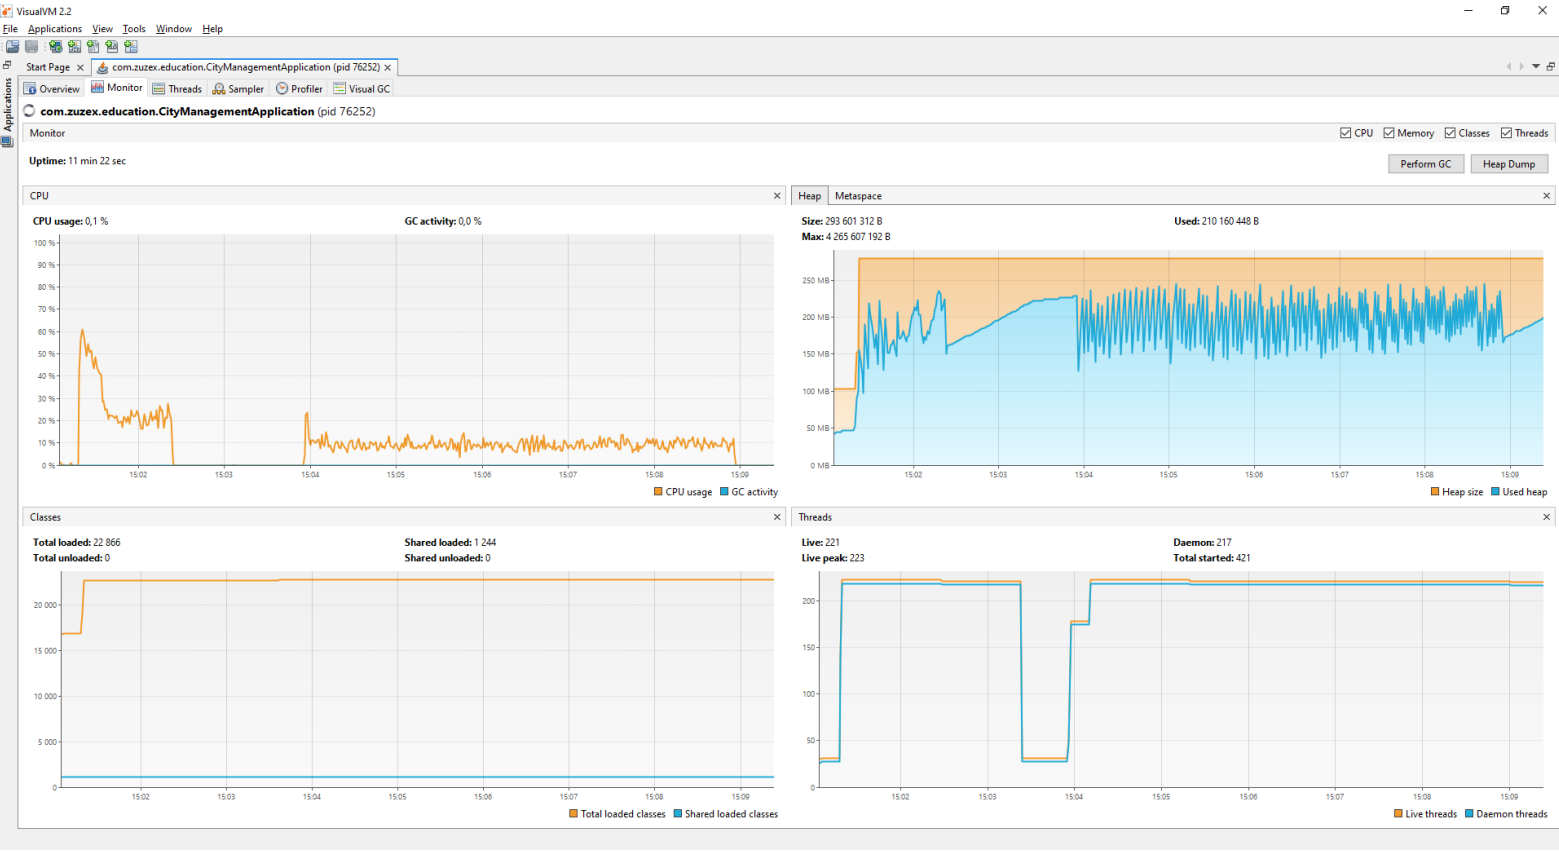 VisualVM 2.2
File Applications View Tools Window Help
Start Page com.zuzex.education.CityManagementApplication (pid 76252)
Applications
Overview Monitor Threads Sampler Profiler Visual GC
com.zuzex.education.CityManagementApplication (pid 76252)
Monitor CPU Memory Classes Threads
Uptime: 11 min 22 sec
Perform GC Heap Dump
CPU
CPU usage: 0,1 % GC activity: 0,0 %
100 %
90 %
80 %
70 %
60 %
50 %
40 %
30 %
20 %
10 %
0 %
15:02 15:03 15:04 15:05 15:06 15:07 15:08 15:09
CPU usage GC activity
Heap Metaspace
Size: 293 601 312 B Used: 210 160 448 B
Max: 4 265 607 192 B
250 MB
200 MB
150 MB
100 MB
50 MB
0 MB
15:02 15:03 15:04 15:05 15:06 15:07 15:08 15:09
Heap size Used heap
Classes
Total loaded: 22 866 Shared loaded: 1 244
Total unloaded: 0 Shared unloaded: 0
20 000
15 000
10 000
5 000
0
15:02 15:03 15:04 15:05 15:06 15:07 15:08 15:09
Total loaded classes Shared loaded classes
Threads
Live: 221 Daemon: 217
Live peak: 223 Total started: 421
200
150
100
50
0
15:02 15:03 15:04 15:05 15:06 15:07 15:08 15:09
Live threads Daemon threads